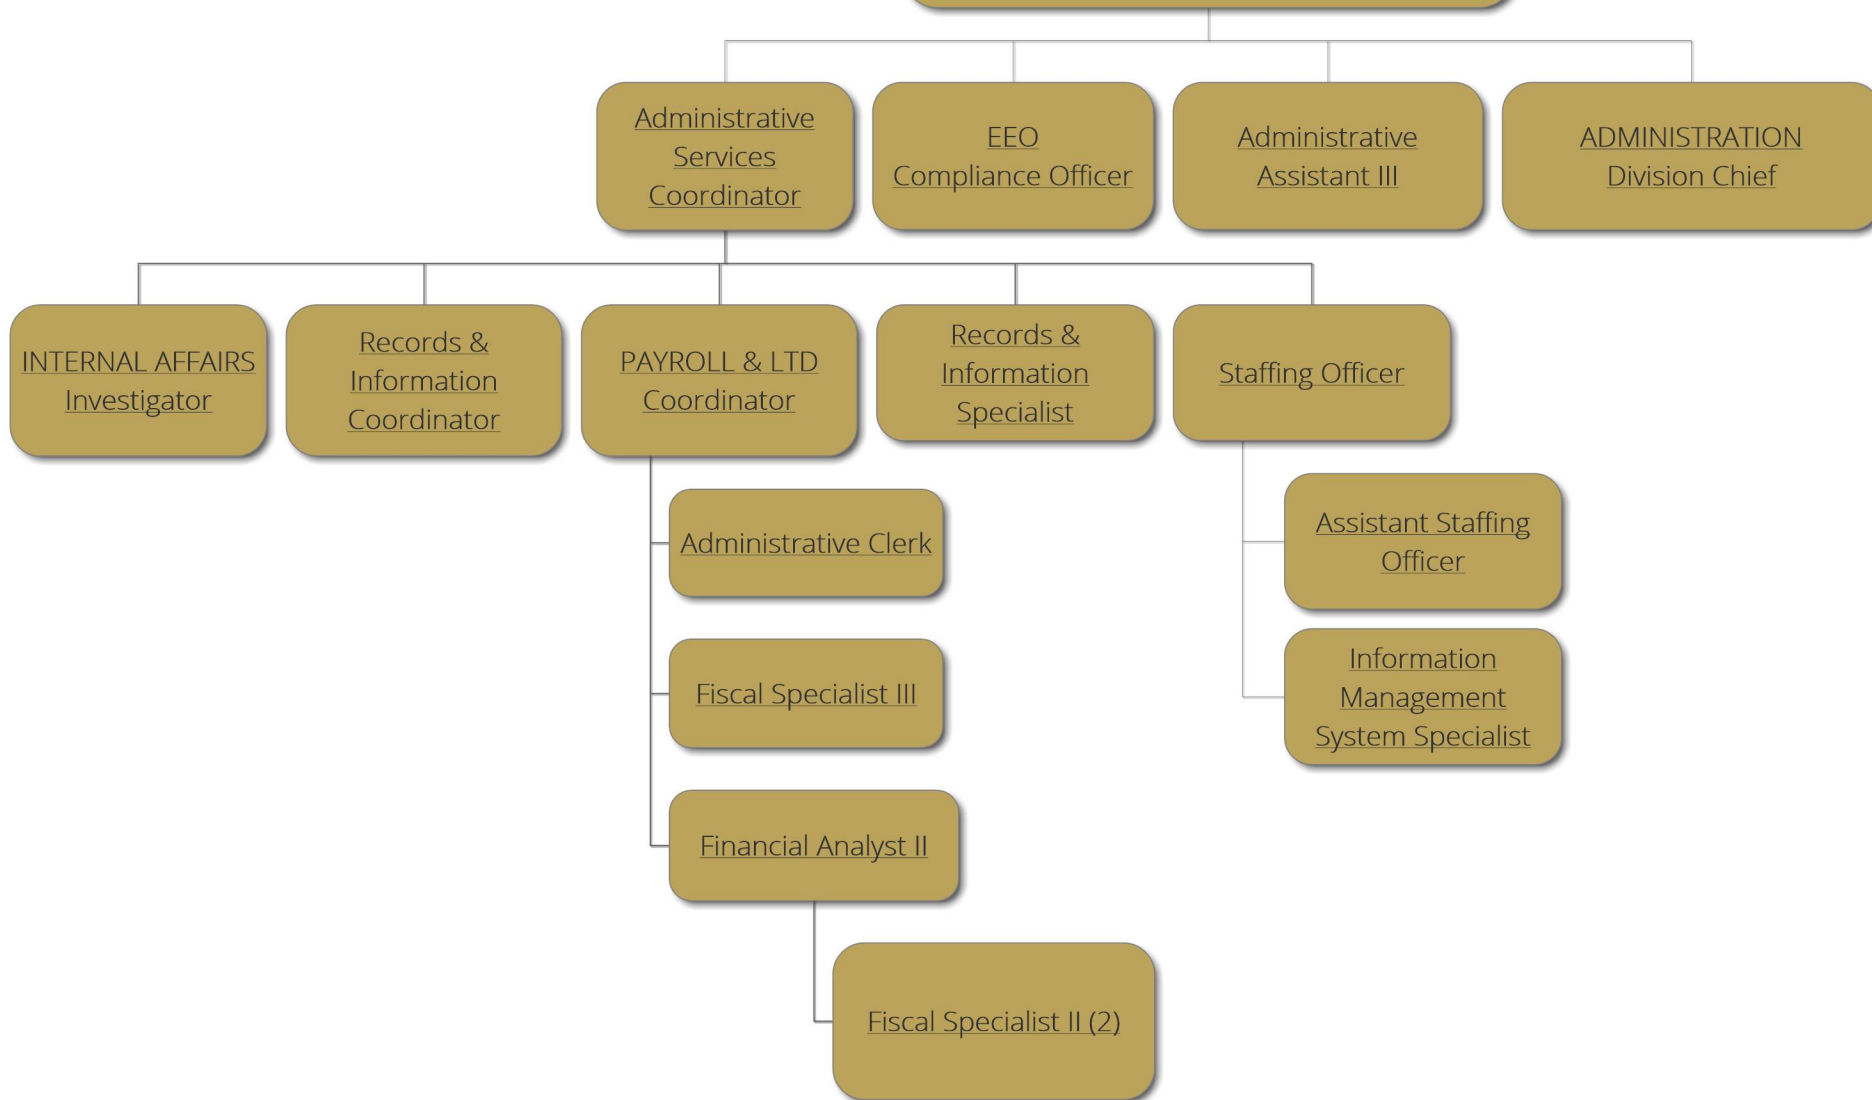 Administrative
Services
Coordinator
EEO
Compliance Officer
Administrative
Assistant III
ADMINISTRATION
Division Chief
INTERNAL AFFAIRS
Investigator
Records &
Information
Coordinator
PAYROLL & LTD
Coordinator
Records &
Information
Specialist
Staffing Officer
Administrative Clerk
Fiscal Specialist III
Financial Analyst II
Fiscal Specialist II (2)
Assistant Staffing
Officer
Information
Management
System Specialist